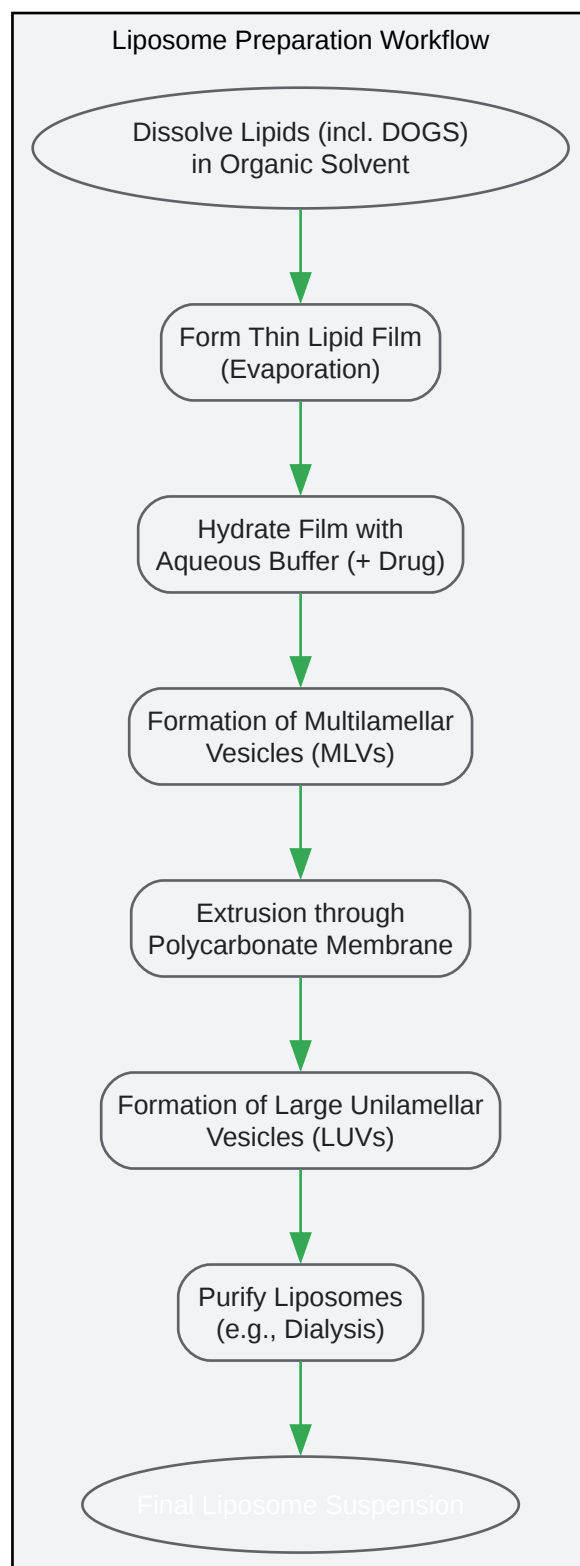 Liposome Preparation Workflow
Dissolve Lipids (incl. DOGS)
in Organic Solvent
Form Thin Lipid Film
(Evaporation)
Hydrate Film with
Aqueous Buffer (+ Drug)
Formation of Multilamellar
Vesicles (MLVs)
Extrusion through
Polycarbonate Membrane
Formation of Large Unilamellar
Vesicles (LUVs)
Purify Liposomes
(e.g., Dialysis)
Final Liposome Suspension